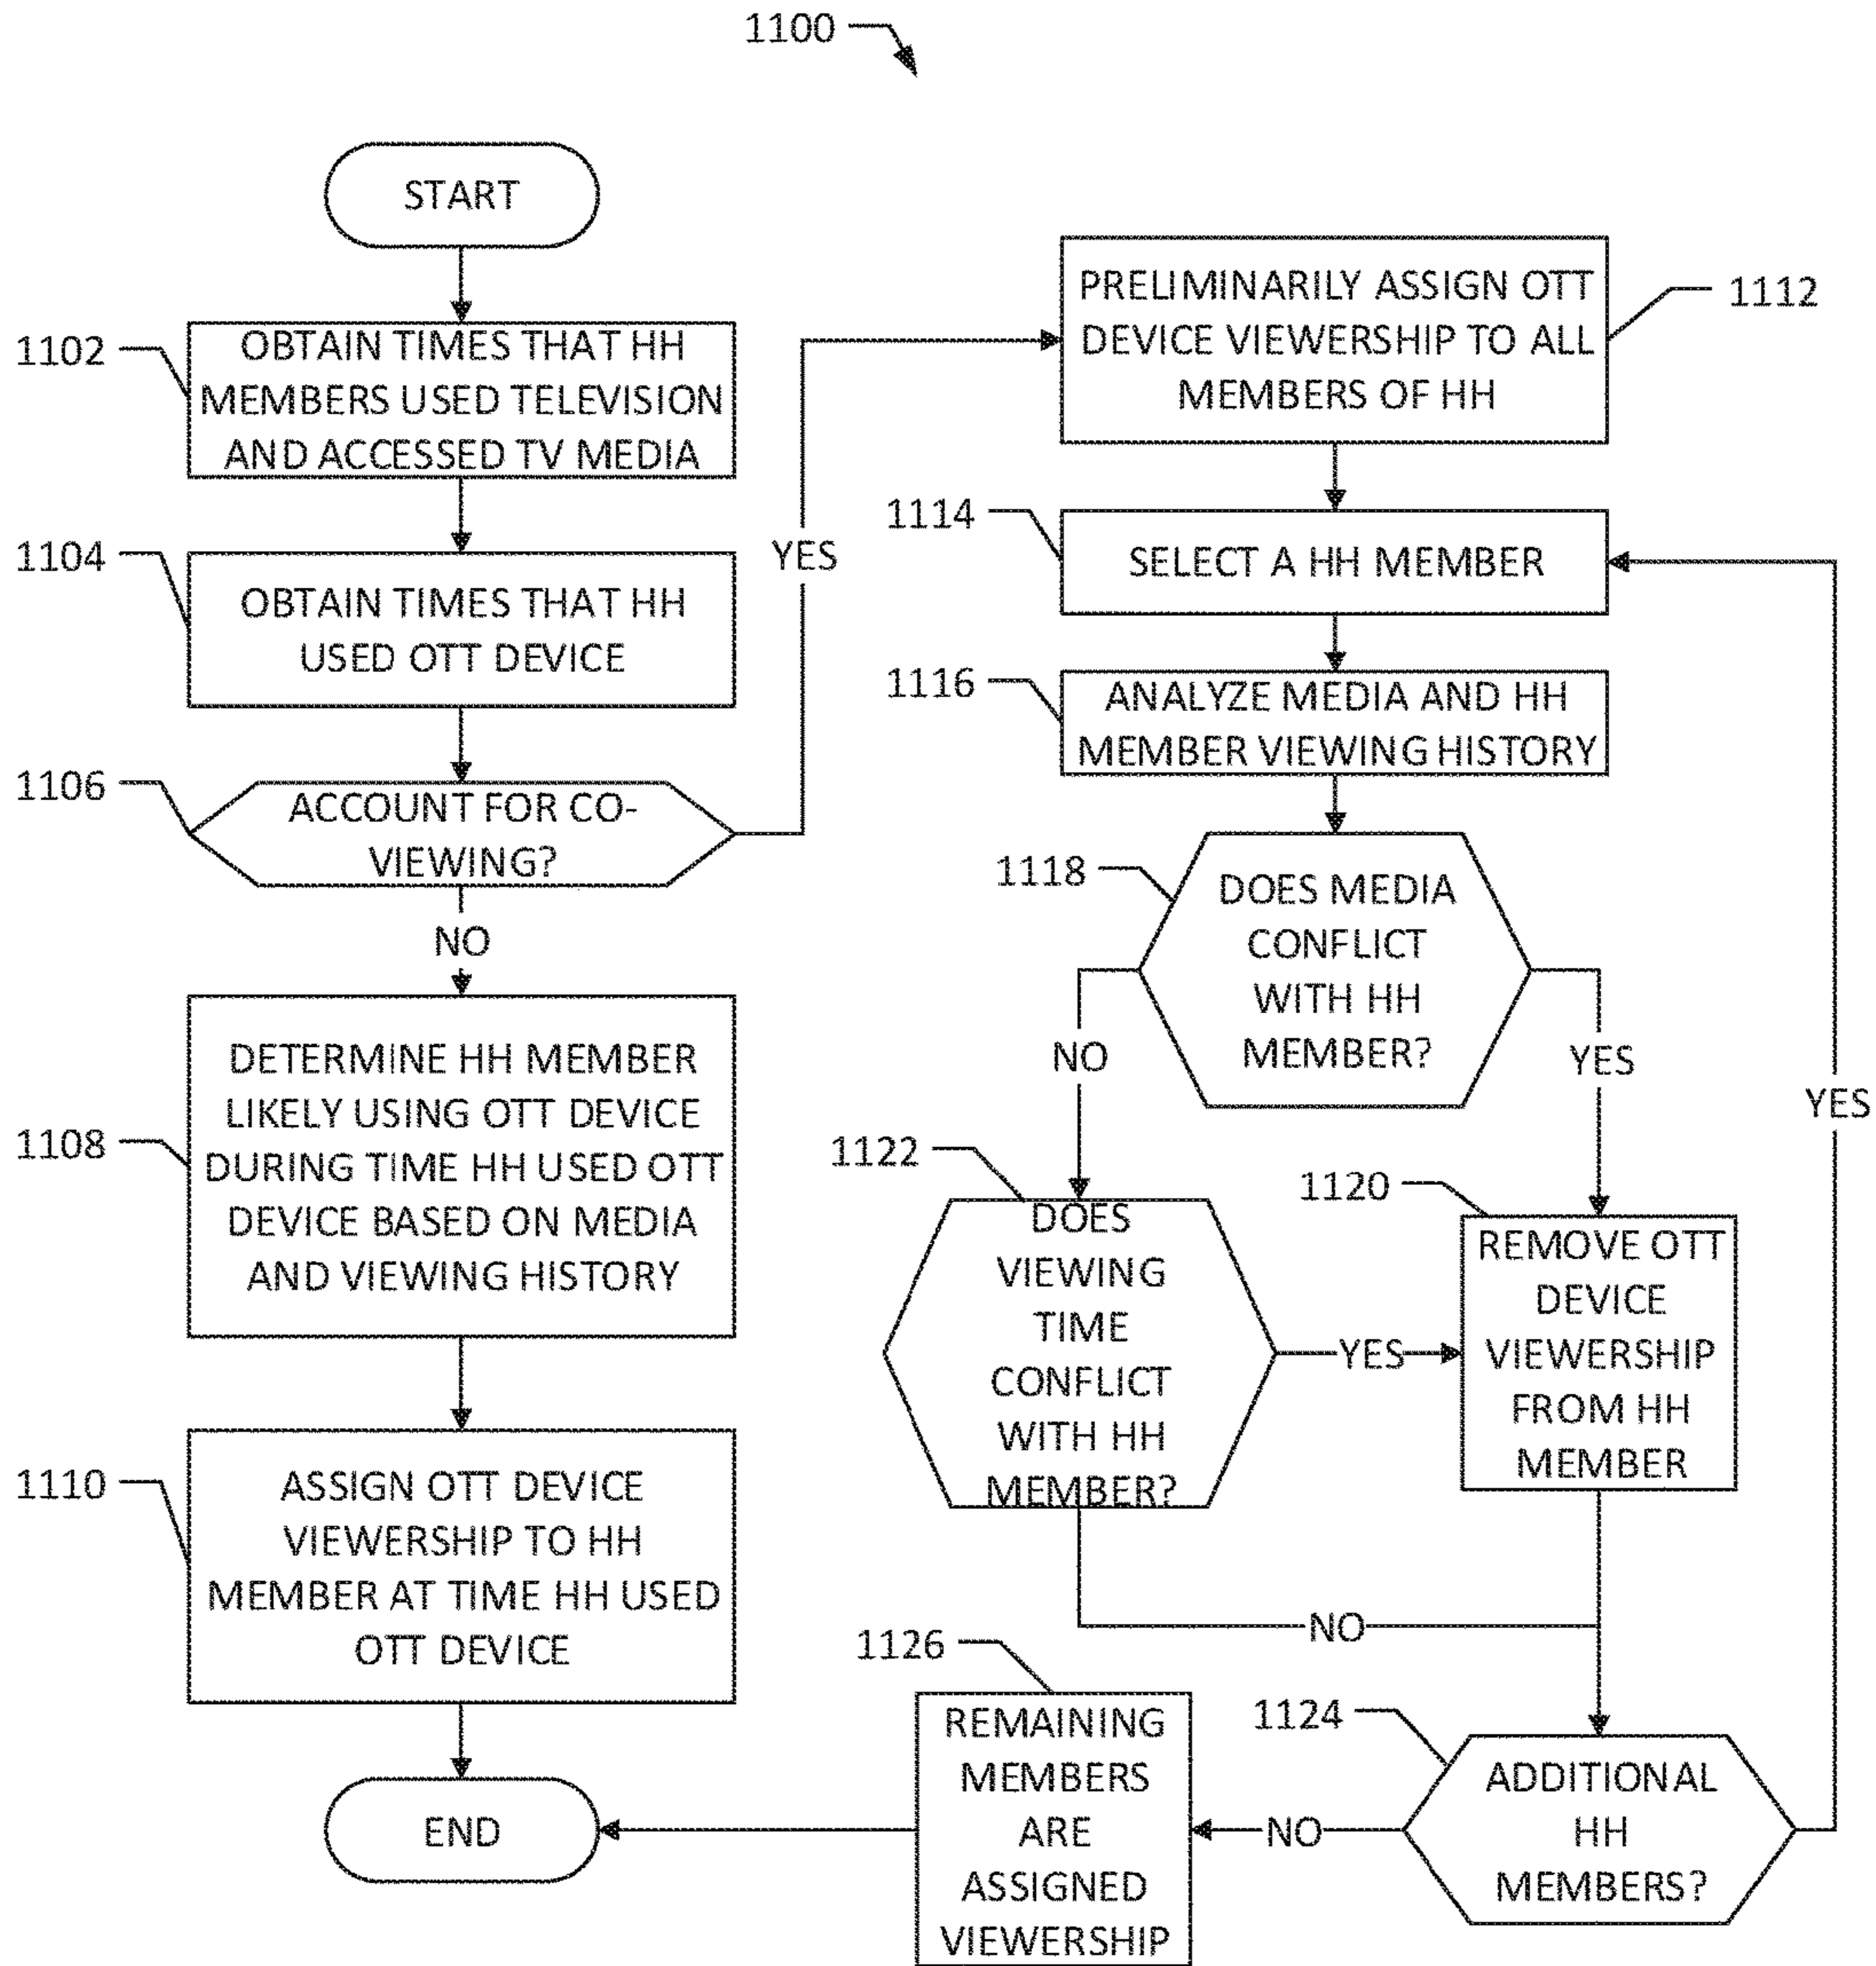 1100
START
1102
OBTAIN TIMES THAT HH
MEMBERS USED TELEVISION
AND ACCESSED TV MEDIA
1104
OBTAIN TIMES THAT HH
USED OTT DEVICE
1106
ACCOUNT FOR CO-
VIEWING?
YES
NO
1108
DETERMINE HH MEMBER
LIKELY USING OTT DEVICE
DURING TIME HH USED OTT
DEVICE BASED ON MEDIA
AND VIEWING HISTORY
1110
ASSIGN OTT DEVICE
VIEWERSHIP TO HH
MEMBER AT TIME HH USED
OTT DEVICE
END
1112
PRELIMINARILY ASSIGN OTT
DEVICE VIEWERSHIP TO ALL
MEMBERS OF HH
1114
SELECT A HH MEMBER
1116
ANALYZE MEDIA AND HH
MEMBER VIEWING HISTORY
1118
DOES MEDIA
CONFLICT
WITH HH
MEMBER?
NO
YES
1122
DOES
VIEWING
TIME
CONFLICT
WITH HH
MEMBER?
YES
1120
REMOVE OTT
DEVICE
VIEWERSHIP
FROM HH
MEMBER
NO
1124
ADDITIONAL
HH
MEMBERS?
YES
NO
1126
REMAINING
MEMBERS
ARE
ASSIGNED
VIEWERSHIP